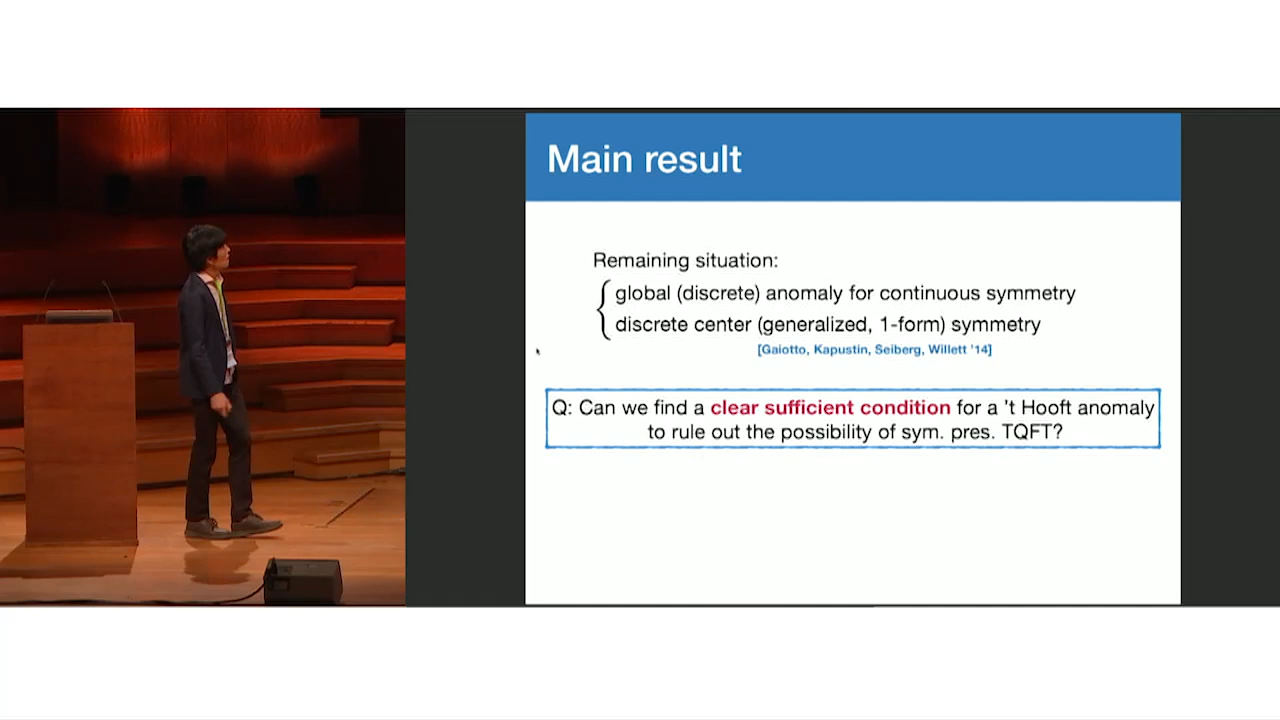 Main result
Remaining situation:
global (discrete) anomaly for continuous symmetry
discrete center (generalized, 1-form) symmetry
[Gaiotto, Kapustin, Seiberg, Willett '14]
Q: Can we find a clear sufficient condition for a 't Hooft anomaly
to rule out the possibility of sym. pres. TQFT?